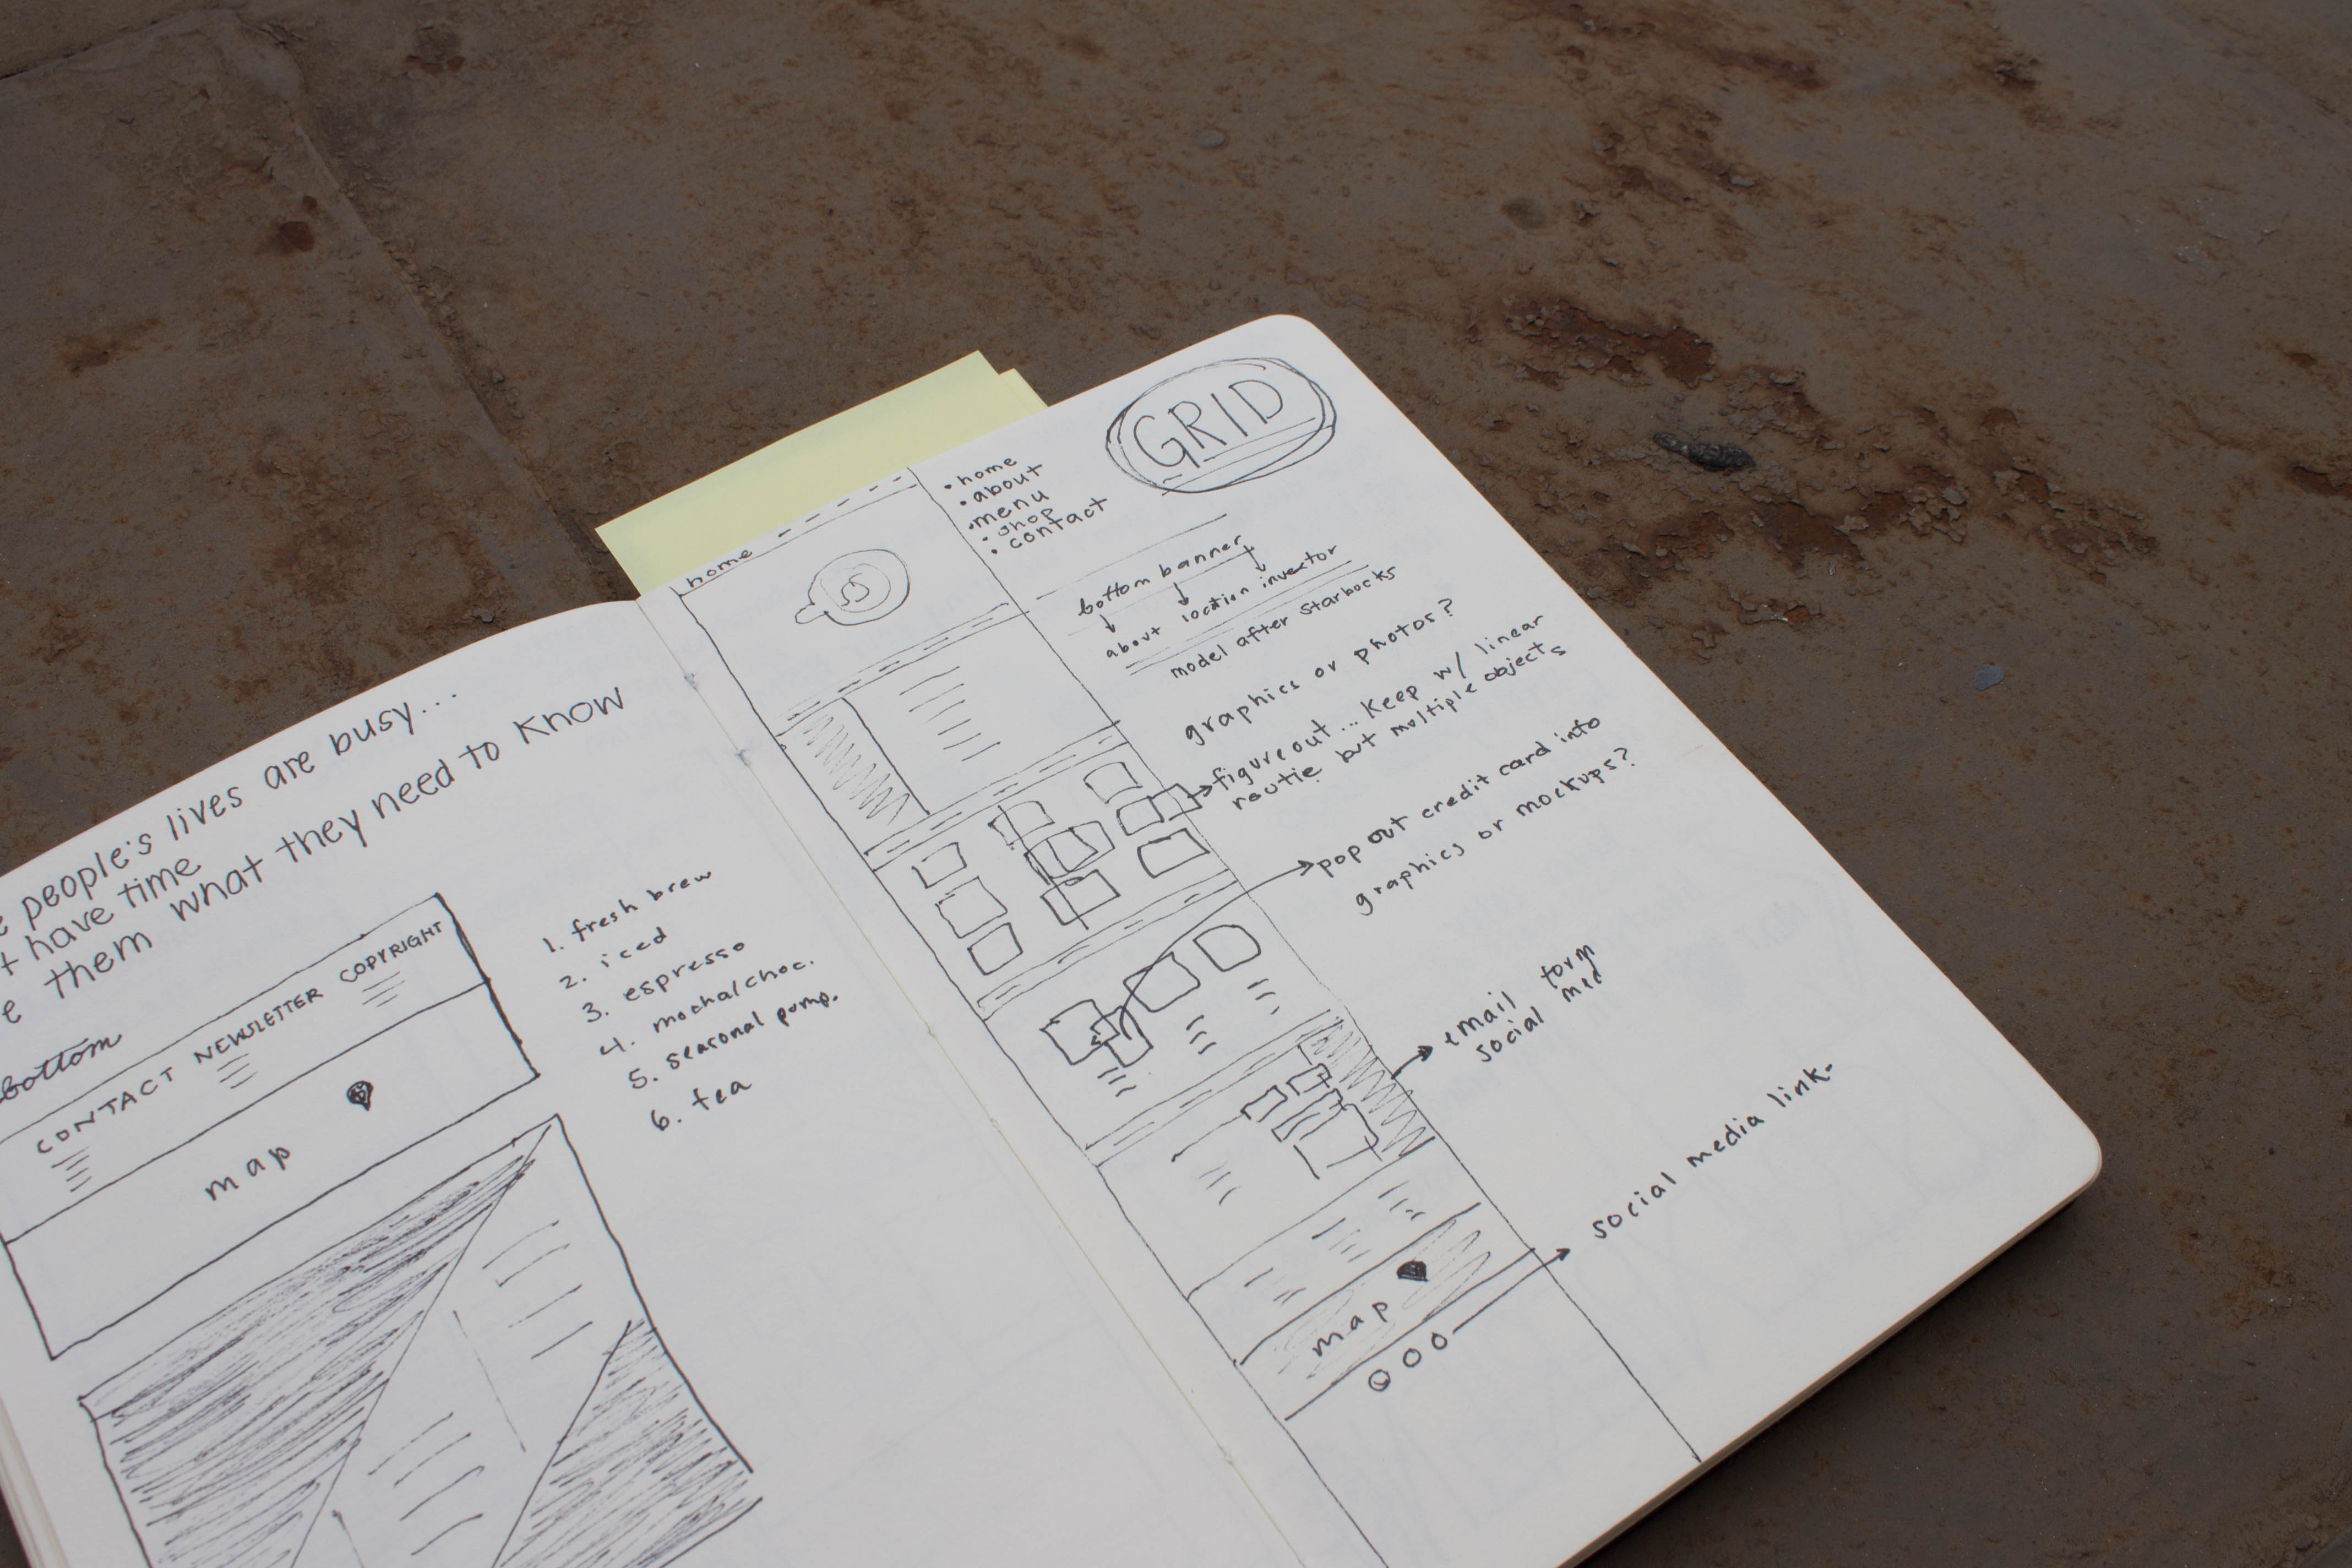 people's lives are busy...
have time
them what they need to know
bottom
CONTACT NEWSLETTER COPYRIGHT
map
1. fresh brew
2. iced
3. espresso
4. mocha/choc.
5. seasonal pump.
6. tea
GRID
• home
• about
• menu
• shop
• contact
home
bottom banner
about location investor
model after starbucks
graphics or photos?
figure out... keep w/ linear
routie but multiple objects
pop out credit card into
graphics or mockups?
email form
social med
social media link.
map